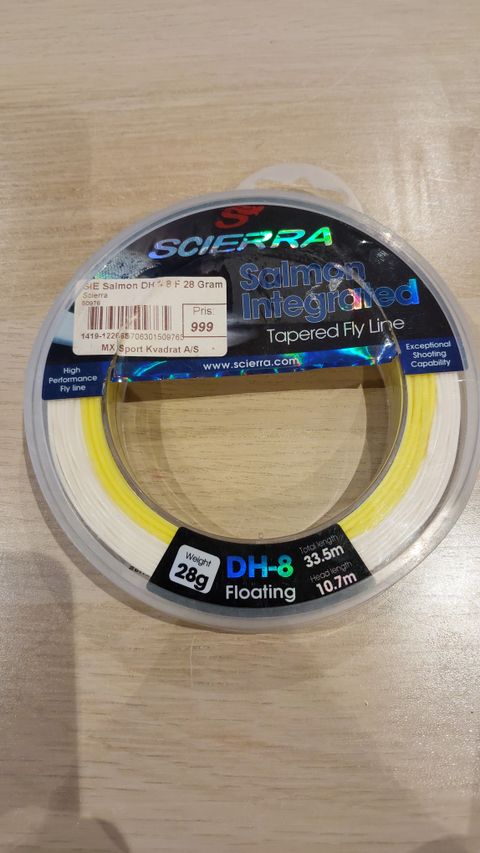 SCIERRA
Salmon
Integrated
Tapered Fly Line
SIE Salmon DH - 8 F 28 Gram
Scierra
60976
Pris:
999
MX Sport Kvadrat A/S
High
Performance
Fly line
www.scierra.com
Exceptional
Shooting
Capability
Weight
28g
DH-8
Floating
Total length
33.5m
Head length
10.7m